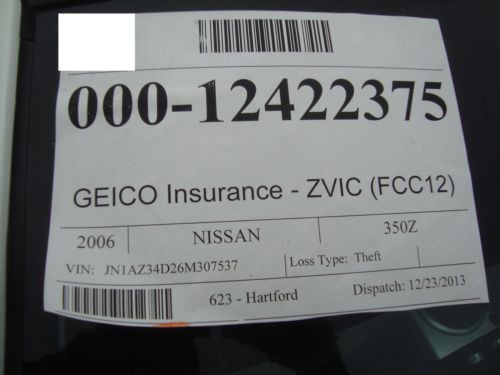 000-12422375
GEICO Insurance - ZVIC (FCC12)
2006 NISSAN 350Z
VIN: JN1AZ34D26M307537 Loss Type: Theft
623 - Hartford Dispatch: 12/23/2013